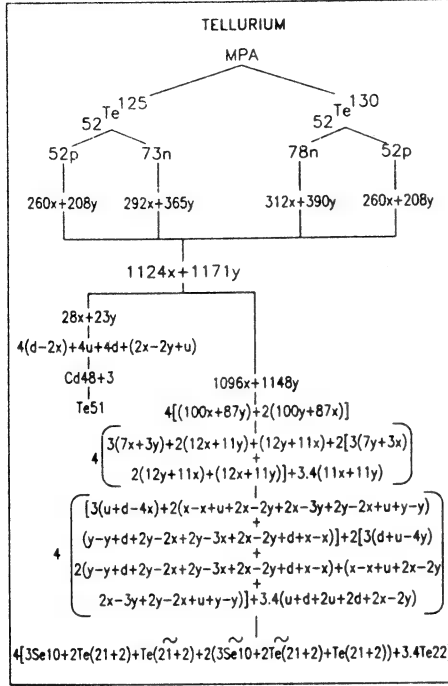 TELLURIUM
MPA
52Te125 52Te130
52p 73n 78n 52p
260x+208y 292x+365y 312x+390y 260x+208y
1124x+1171y
28x+23y
4(d-2x)+4u+4d+(2x-2y+u)
Cd48+3
Te51
1096x+1148y
4[(100x+87y)+2(100y+87x)]
4 3(7x+3y)+2(12x+11y)+(12y+11x)+2[3(7y+3x)
+
2(12y+11x)+(12x+11y)]+3.4(11x+11y)
[3(u+d-4x)+2(x-x+u+2x-2y+2x-3y+2y-2x+u+y-y)
+
(y-y+d+2y-2x+2y-3x+2x-2y+d+x-x)]+2[3(d+u-4y)
4 +
2(y-y+d+2y-2x+2y-3x+2x-2y+d+x-x)+(x-x+u+2x-2y
+
2x-3y+2y-2x+u+y-y)]+3.4(u+d+2u+2d+2x-2y)
4[3Se10+2Te(21+2)+Te(2͠1+2)+2(3S͠e10+2T͠e(21+2)+Te(21+2))+3.4Te22